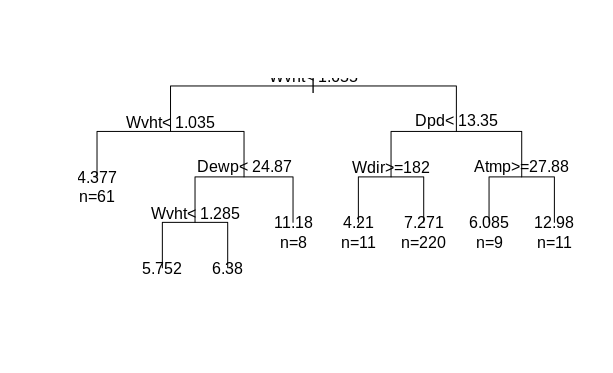 Wvht< 1.035
Dpd< 13.35
Dewp< 24.87
Wdir>=182
Atmp>=27.88
4.377
n=61
Wvht< 1.285
11.18
n=8
4.21
n=11
7.271
n=220
6.085
n=9
12.98
n=11
5.752
6.38